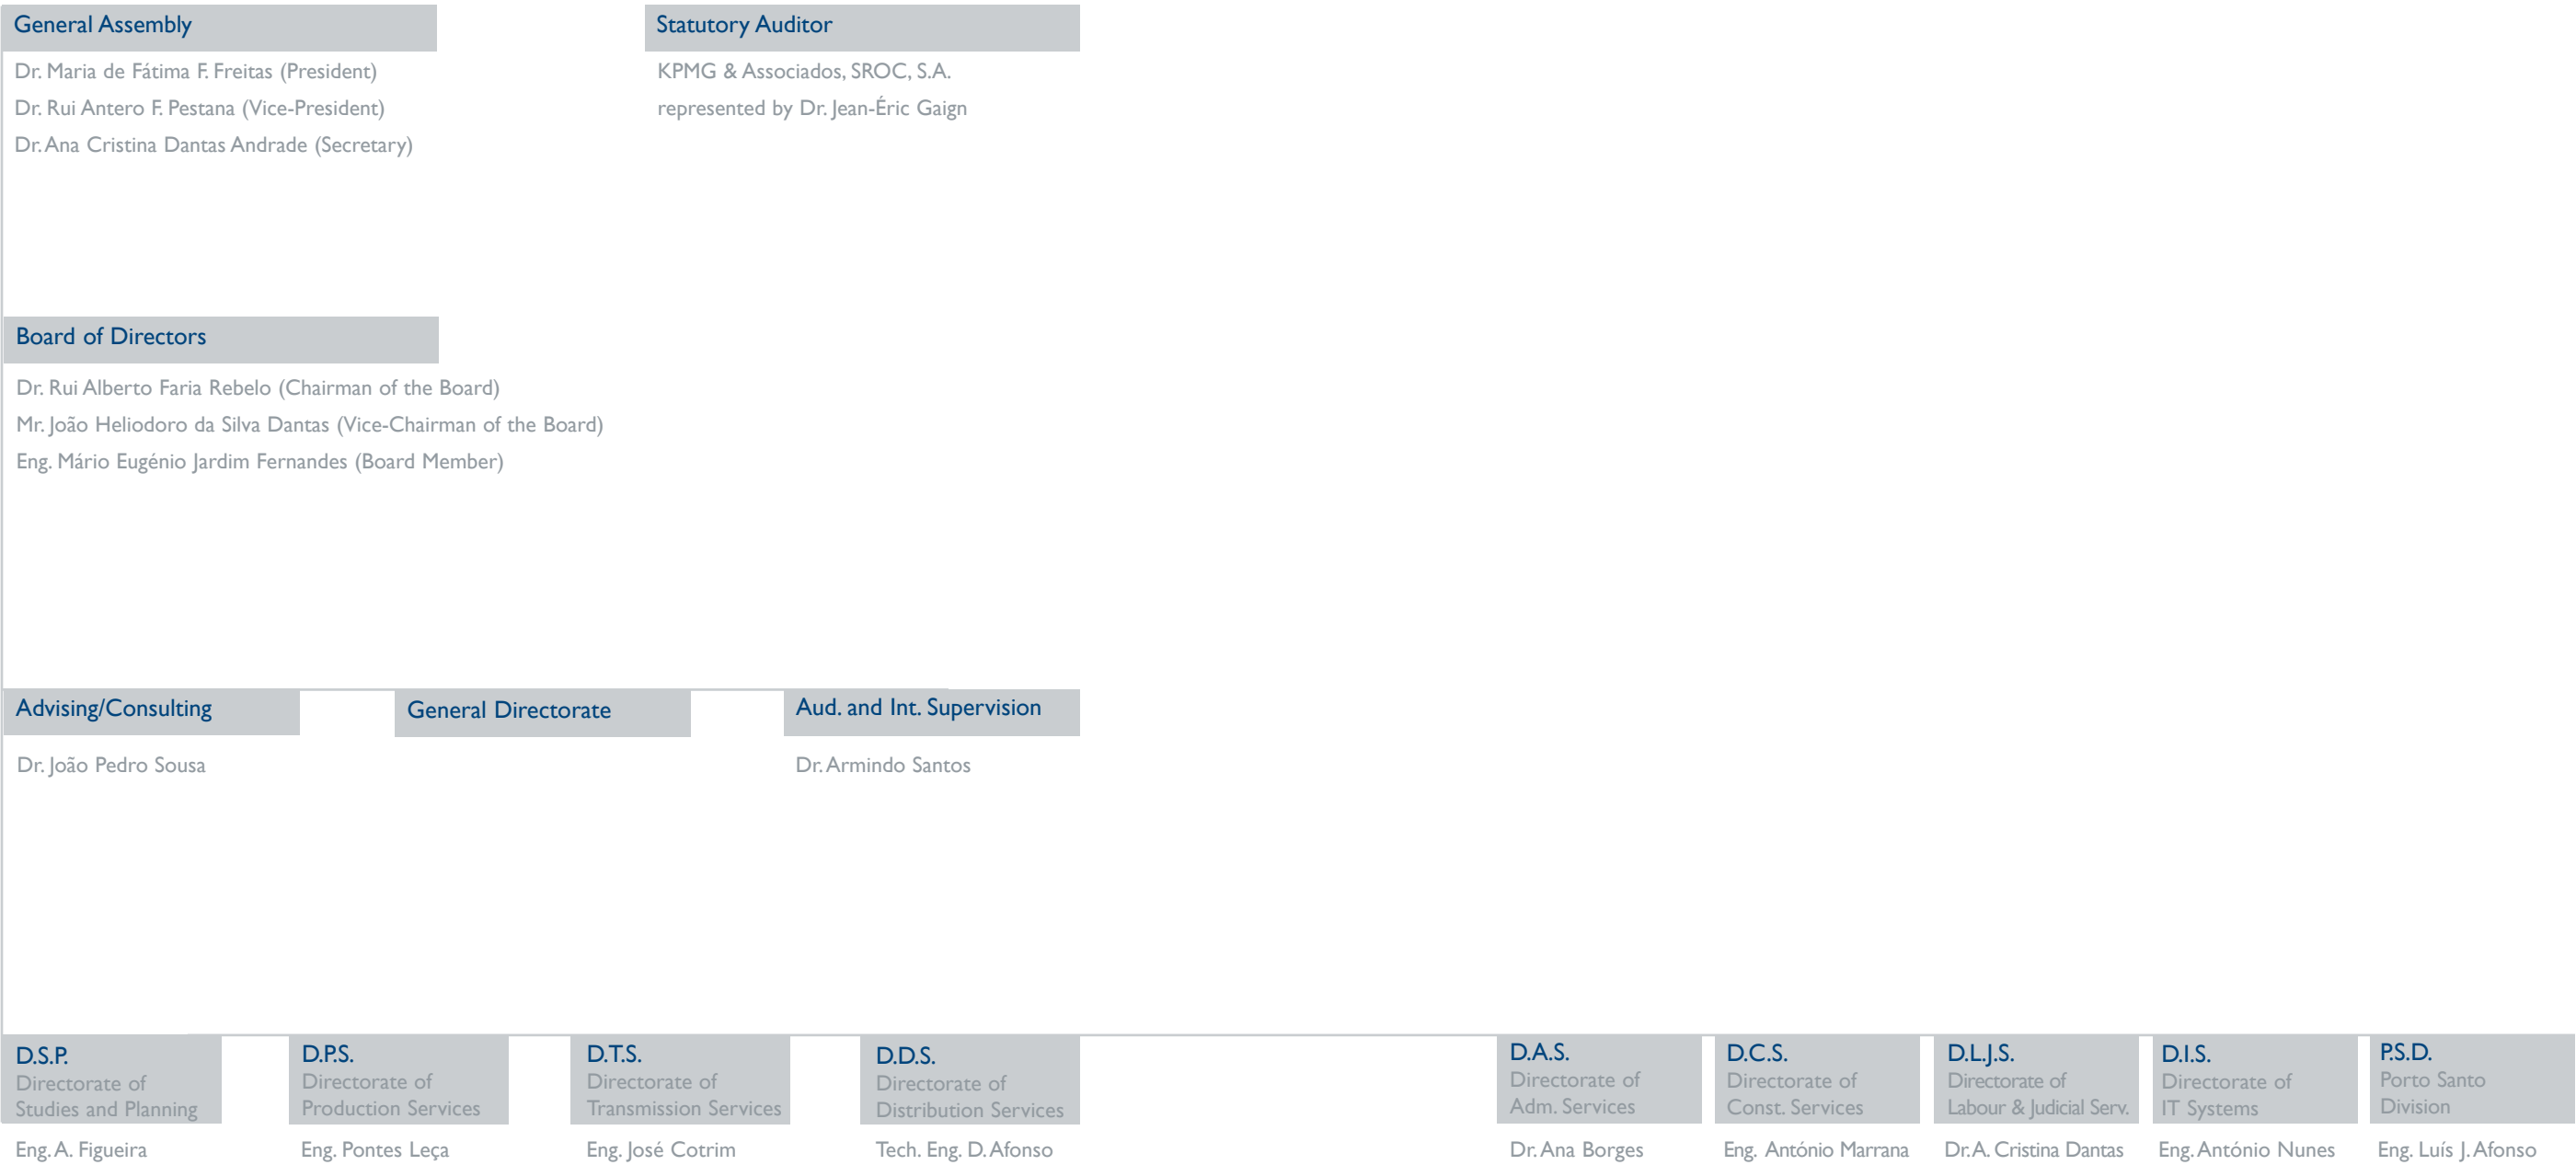 General Assembly
Dr. Maria de Fátima F. Freitas (President)
Dr. Rui Antero F. Pestana (Vice-President)
Dr. Ana Cristina Dantas Andrade (Secretary)
Statutory Auditor
KPMG & Associados, SROC, S.A.
represented by Dr. Jean-Éric Gaign
Board of Directors
Dr. Rui Alberto Faria Rebelo (Chairman of the Board)
Mr. João Heliodoro da Silva Dantas (Vice-Chairman of the Board)
Eng. Mário Eugénio Jardim Fernandes (Board Member)
Advising/Consulting
Dr. João Pedro Sousa
General Directorate
Aud. and Int. Supervision
Dr. Armindo Santos
D.S.P.
Directorate of
Studies and Planning
Eng. A. Figueira
D.P.S.
Directorate of
Production Services
Eng. Pontes Leça
D.T.S.
Directorate of
Transmission Services
Eng. José Cotrim
D.D.S.
Directorate of
Distribution Services
Tech. Eng. D. Afonso
D.A.S.
Directorate of
Adm. Services
Dr. Ana Borges
D.C.S.
Directorate of
Const. Services
Eng. António Marrana
D.L.J.S.
Directorate of
Labour & Judicial Serv.
Dr. A. Cristina Dantas
D.I.S.
Directorate of
IT Systems
Eng. António Nunes
P.S.D.
Porto Santo
Division
Eng. Luís J. Afonso